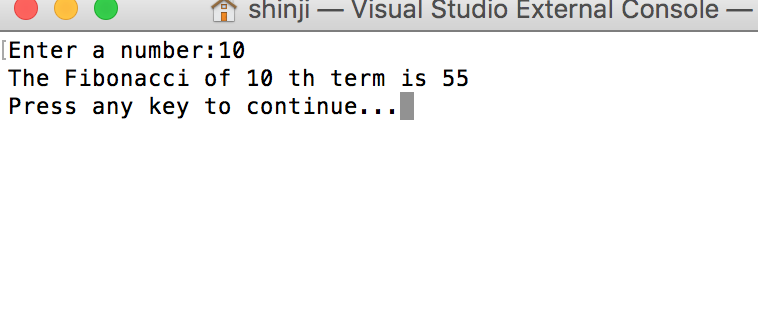 shinji — Visual Studio External Console —
[Enter a number:10
The Fibonacci of 10 th term is 55
Press any key to continue...